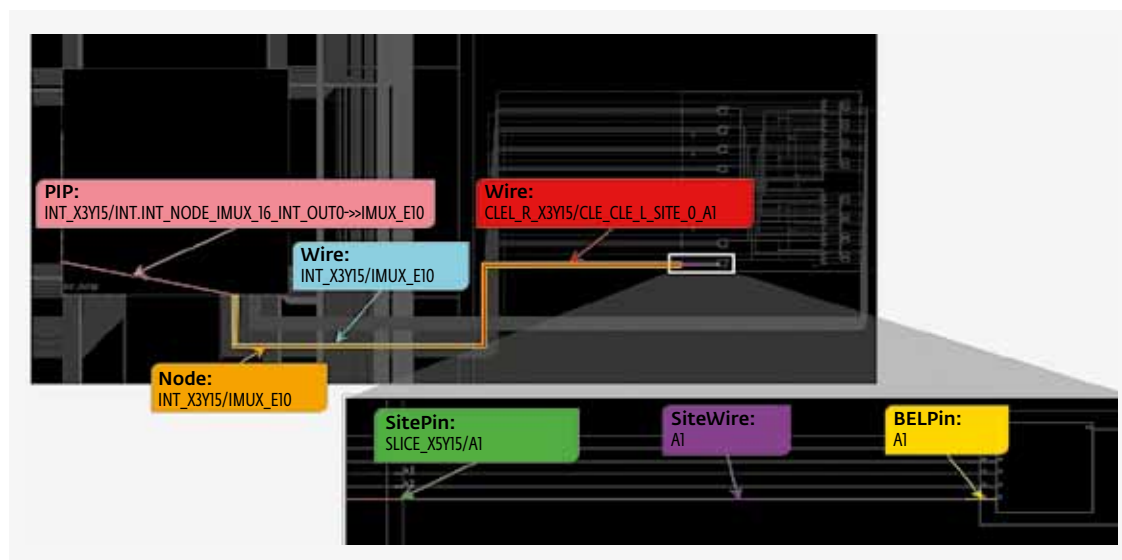 PIP:
INT_X3Y15/INT.INT_NODE_IMUX_16_INT_OUT0->>IMUX_E10
Wire:
CLEL_R_X3Y15/CLE_CLE_L_SITE_0_A1
Wire:
INT_X3Y15/IMUX_E10
Node:
INT_X3Y15/IMUX_E10
SitePin:
SLICE_X5Y15/A1
SiteWire:
A1
BELPin:
A1